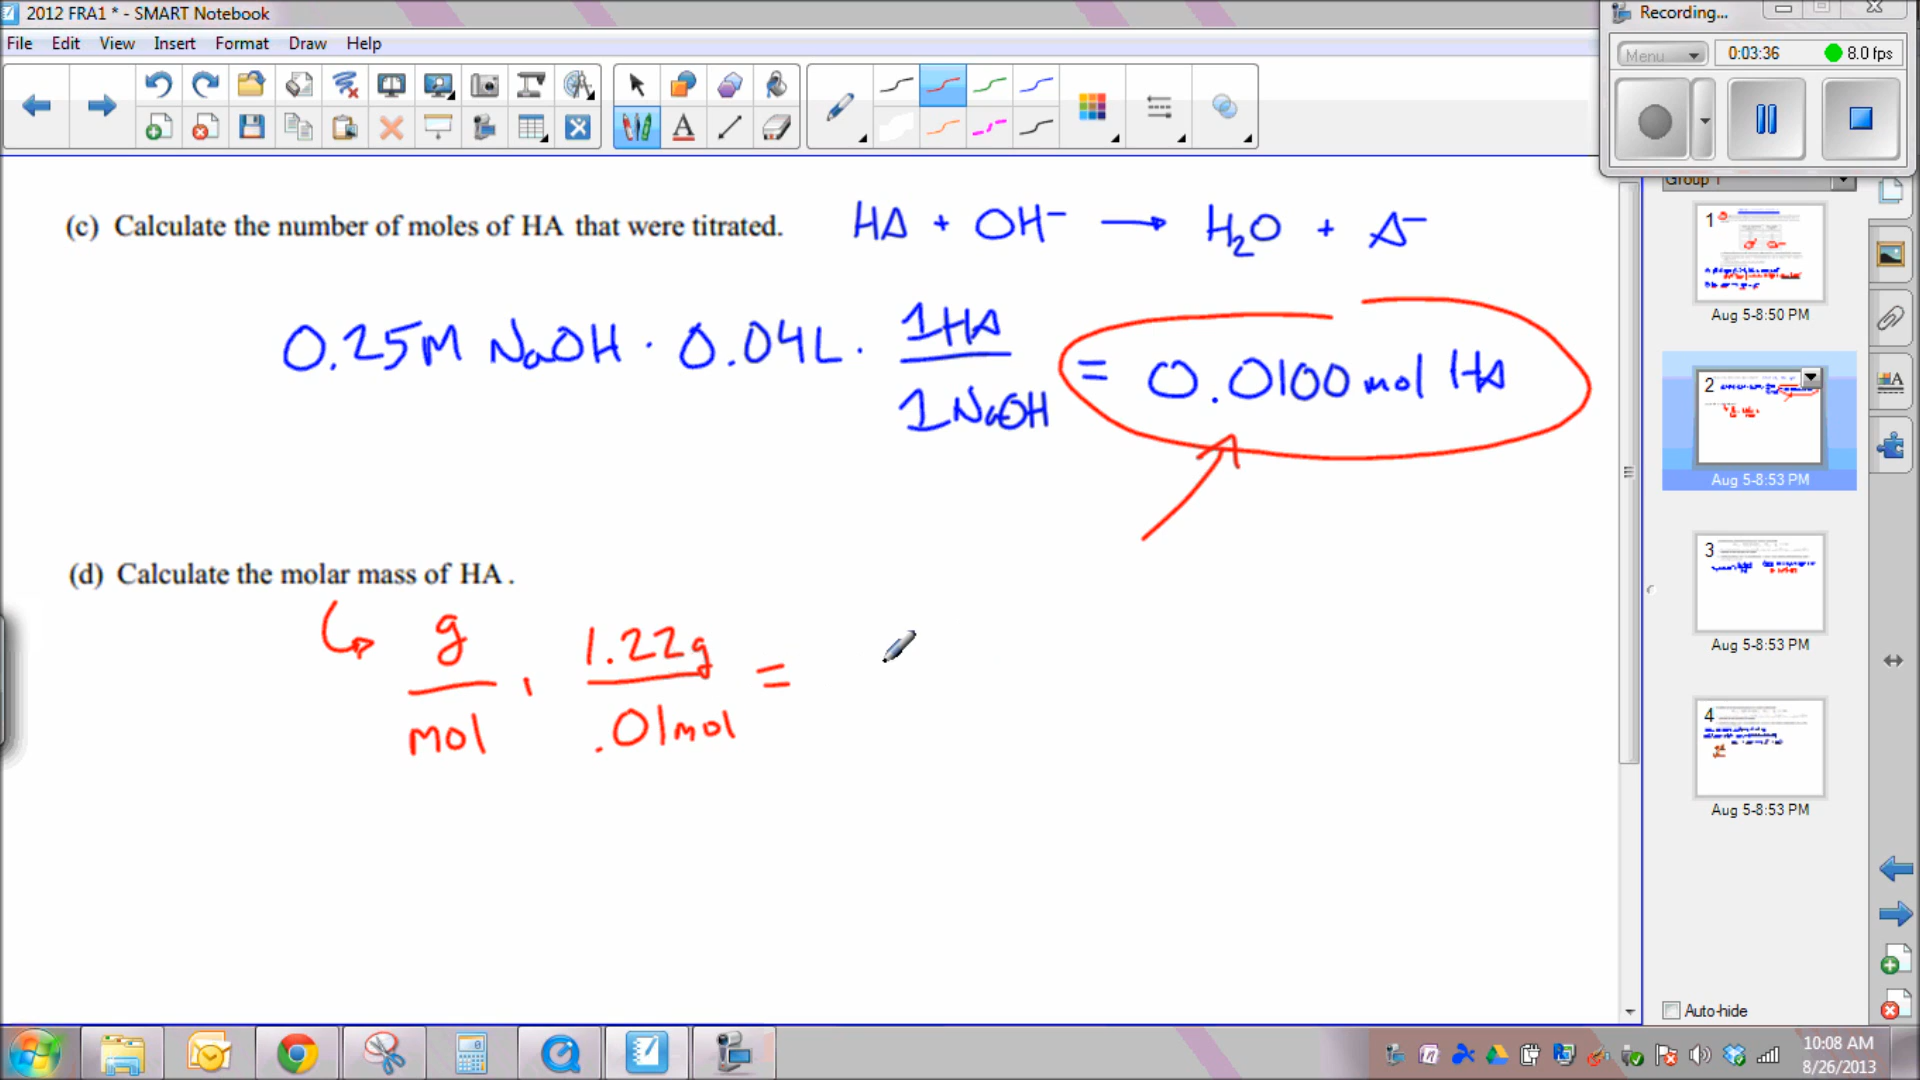 2012 FRA1 * - SMART Notebook
File Edit View Insert Format Draw Help
Recording...
Menu
0:03:36
8.0 fps
(c) Calculate the number of moles of HA that were titrated.
HA + OH⁻ → H₂O + A⁻
0.25M NaOH · 0.04L · 1HA / 1NaOH = 0.0100 mol HA
(d) Calculate the molar mass of HA.
g / mol , 1.22g / .01mol =
Group 1
1
Aug 5-8:50 PM
2
Aug 5-8:53 PM
3
Aug 5-8:53 PM
4
Aug 5-8:53 PM
Auto-hide
10:08 AM
8/26/2013